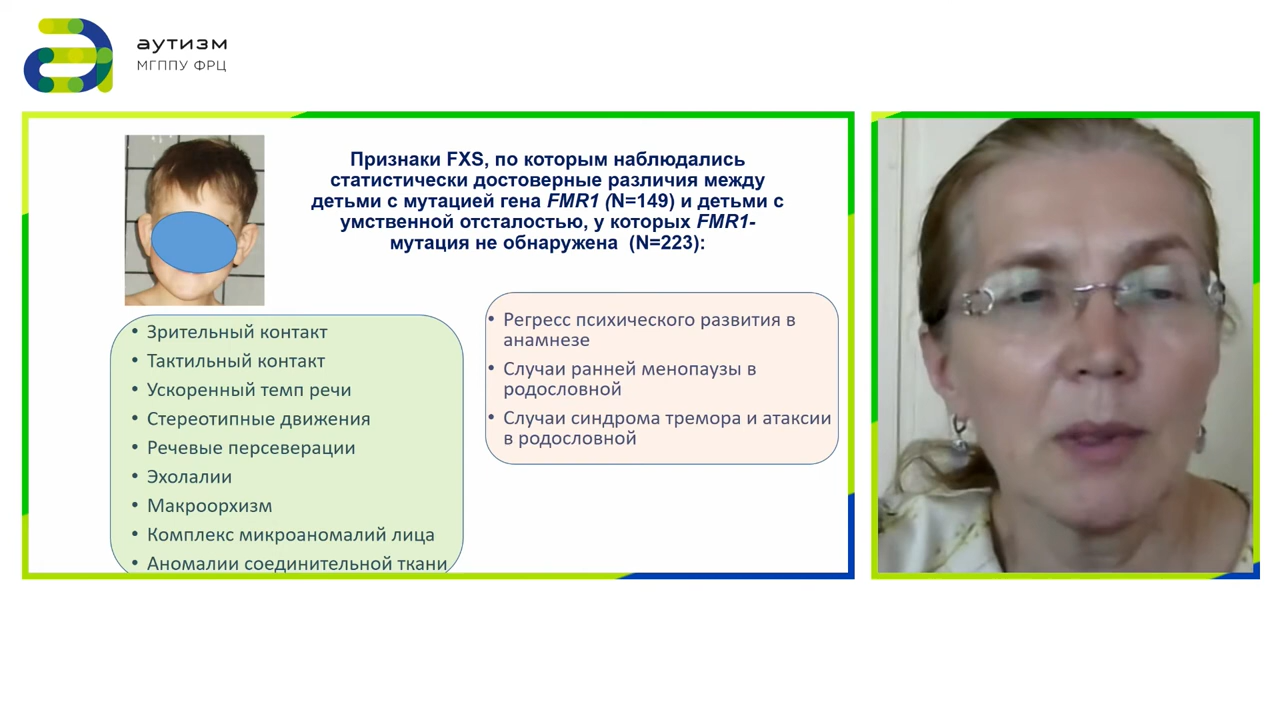 аутизм
МГППУ ФРЦ
Признаки FXS, по которым наблюдались
статистически достоверные различия между
детьми с мутацией гена FMR1 (N=149) и детьми с
умственной отсталостью, у которых FMR1-
мутация не обнаружена (N=223):
• Зрительный контакт
• Тактильный контакт
• Ускоренный темп речи
• Стереотипные движения
• Речевые персеверации
• Эхолалии
• Макроорхизм
• Комплекс микроаномалий лица
• Аномалии соединительной ткани
• Регресс психического развития в
анамнезе
• Случаи ранней менопаузы в
родословной
• Случаи синдрома тремора и атаксии
в родословной